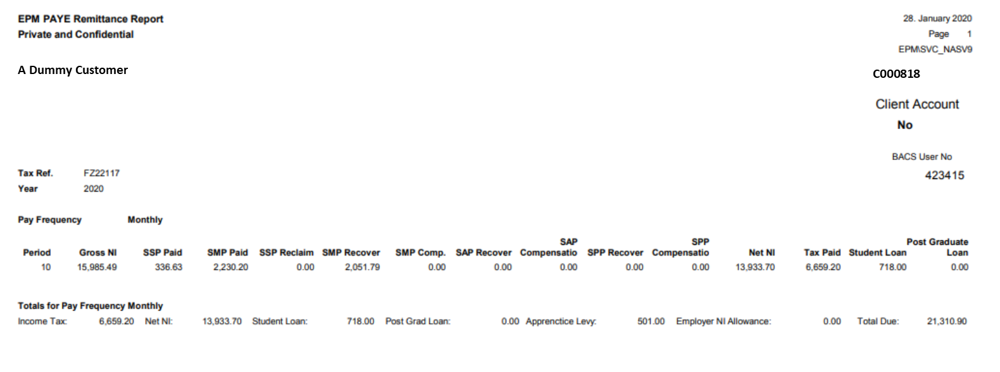 EPM PAYE Remittance Report 28. January 2020
Private and Confidential Page 1
EPM\SVC_NASV9
A Dummy Customer C000818
Client Account
No
BACS User No
Tax Ref. FZ22117 423415
Year 2020
Pay Frequency Monthly
SAP SPP Post Graduate
Period Gross NI SSP Paid SMP Paid SSP Reclaim SMP Recover SMP Comp. SAP Recover Compensatio SPP Recover Compensatio Net NI Tax Paid Student Loan Loan
10 15,985.49 336.63 2,230.20 0.00 2,051.79 0.00 0.00 0.00 0.00 0.00 13,933.70 6,659.20 718.00 0.00
Totals for Pay Frequency Monthly
Income Tax: 6,659.20 Net NI: 13,933.70 Student Loan: 718.00 Post Grad Loan: 0.00 Apprenctice Levy: 501.00 Employer NI Allowance: 0.00 Total Due: 21,310.90